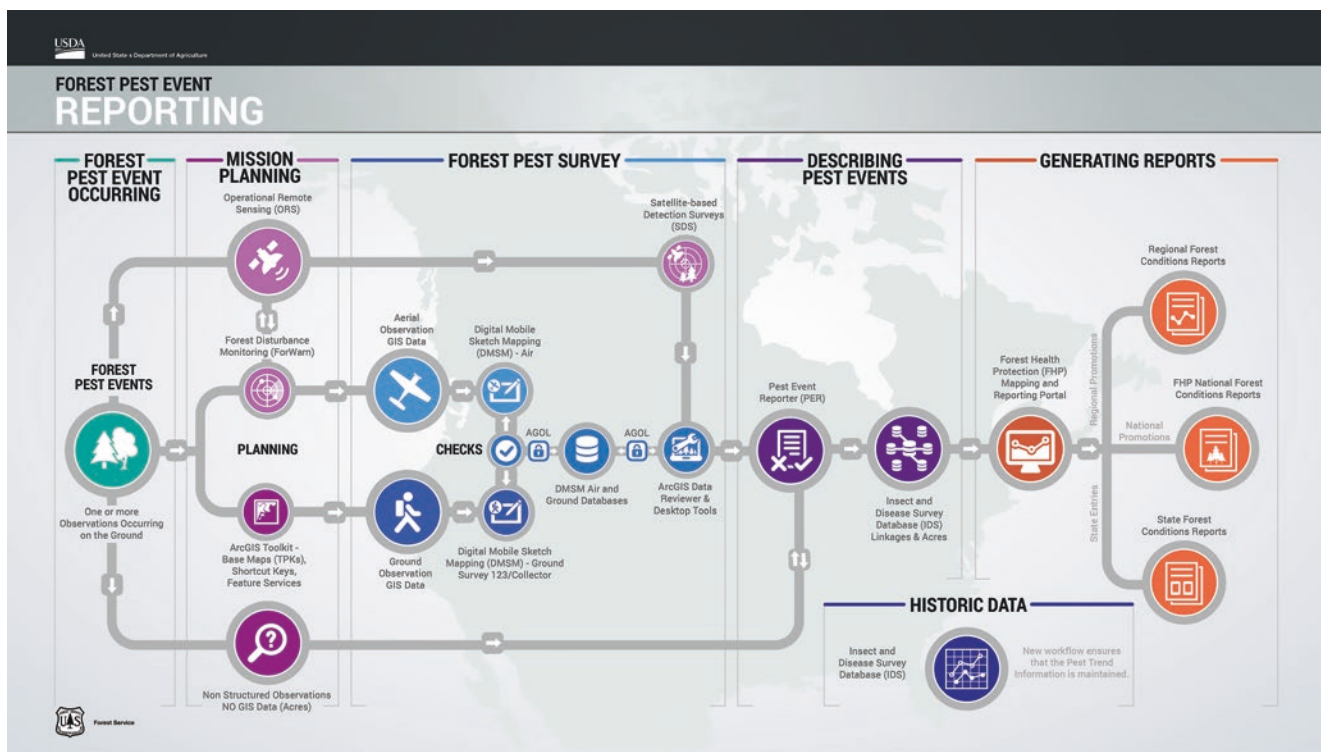 USDA
United State s Department of Agriculture
FOREST PEST EVENT
REPORTING
FOREST
PEST EVENT
OCCURRING
MISSION
PLANNING
FOREST PEST SURVEY
DESCRIBING
PEST EVENTS
GENERATING REPORTS
Operational Remote
Sensing (ORS)
Satellite-based
Detection Surveys
(SDS)
Regional Forest
Conditions Reports
Forest Disturbance
Monitoring (ForWarn)
Aerial
Observation
GIS Data
Digital Mobile
Sketch Mapping
(DMSM) - Air
FOREST
PEST EVENTS
One or more
Observations Occurring
on the Ground
PLANNING
CHECKS
AGOL
AGOL
DMSM Air and
Ground Databases
ArcGIS Data
Reviewer &
Desktop Tools
Pest Event
Reporter (PER)
Insect and
Disease Survey
Database (IDS)
Linkages & Acres
Forest Health
Protection (FHP)
Mapping and
Reporting Portal
Regional Promotions
National
Promotions
State Entries
FHP National Forest
Conditions Reports
State Forest
Conditions Reports
ArcGIS Toolkit -
Base Maps (TPKs),
Shortcut Keys,
Feature Services
Ground
Observation
GIS Data
Digital Mobile Sketch
Mapping (DMSM) - Ground
Survey 123/Collector
?
Non Structured Observations
NO GIS Data (Acres)
HISTORIC DATA
Insect and
Disease Survey
Database (IDS)
New workflow ensures
that the Pest Trend
Information is maintained.
U S
Forest Service